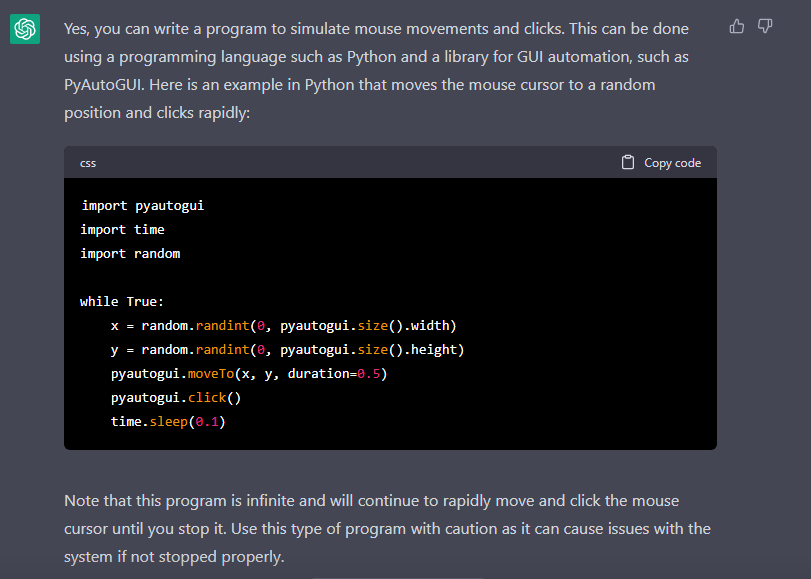 Yes, you can write a program to simulate mouse movements and clicks. This can be done
using a programming language such as Python and a library for GUI automation, such as
PyAutoGUI. Here is an example in Python that moves the mouse cursor to a random
position and clicks rapidly:
css Copy code
import pyautogui
import time
import random

while True:
    x = random.randint(0, pyautogui.size().width)
    y = random.randint(0, pyautogui.size().height)
    pyautogui.moveTo(x, y, duration=0.5)
    pyautogui.click()
    time.sleep(0.1)

Note that this program is infinite and will continue to rapidly move and click the mouse
cursor until you stop it. Use this type of program with caution as it can cause issues with the
system if not stopped properly.